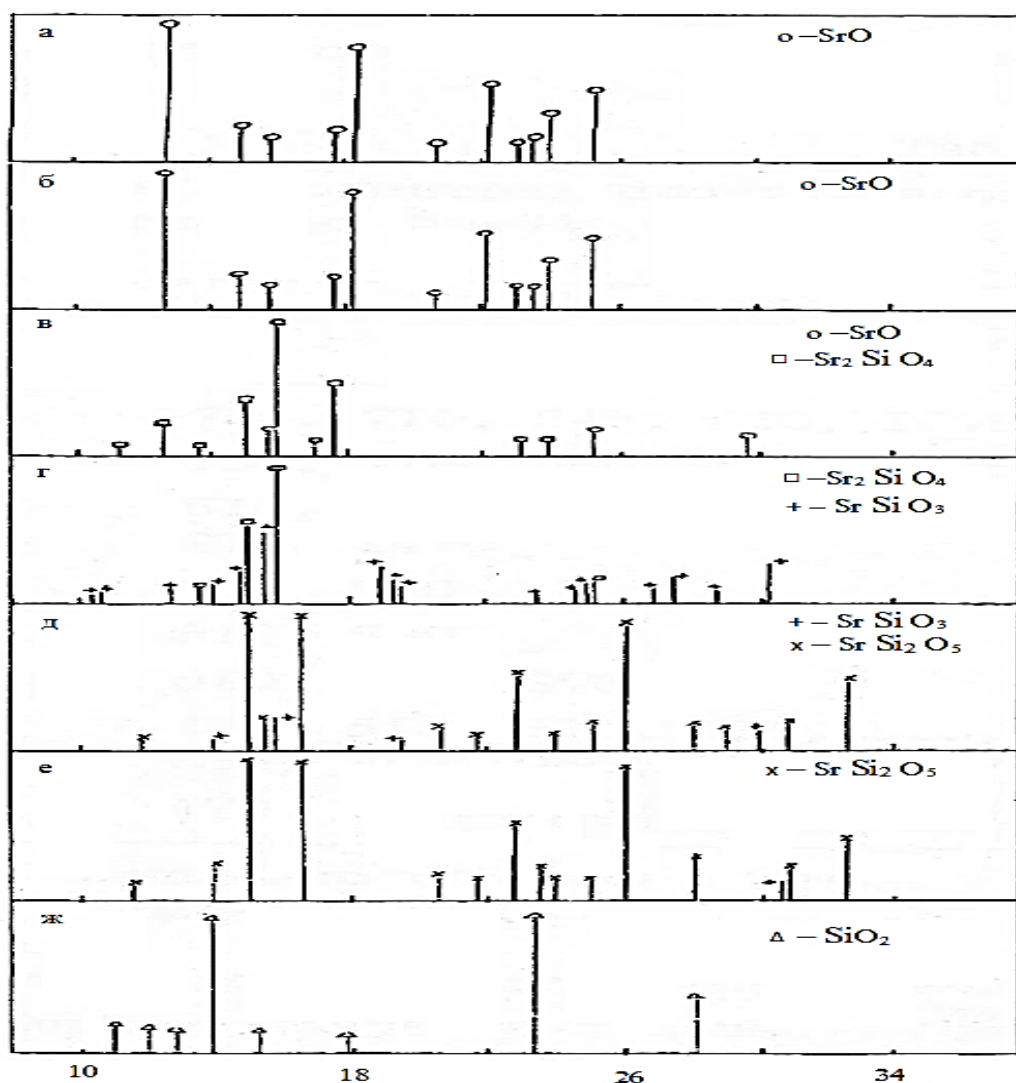 а
o –SrO
б
o –SrO
в
o –SrO
□ –Sr₂ Si O₄
г
□ –Sr₂ Si O₄
+ – Sr Si O₃
д
+ – Sr Si O₃
x – Sr Si₂ O₅
е
x – Sr Si₂ O₅
ж
Δ – SiO₂
10 18 26 34